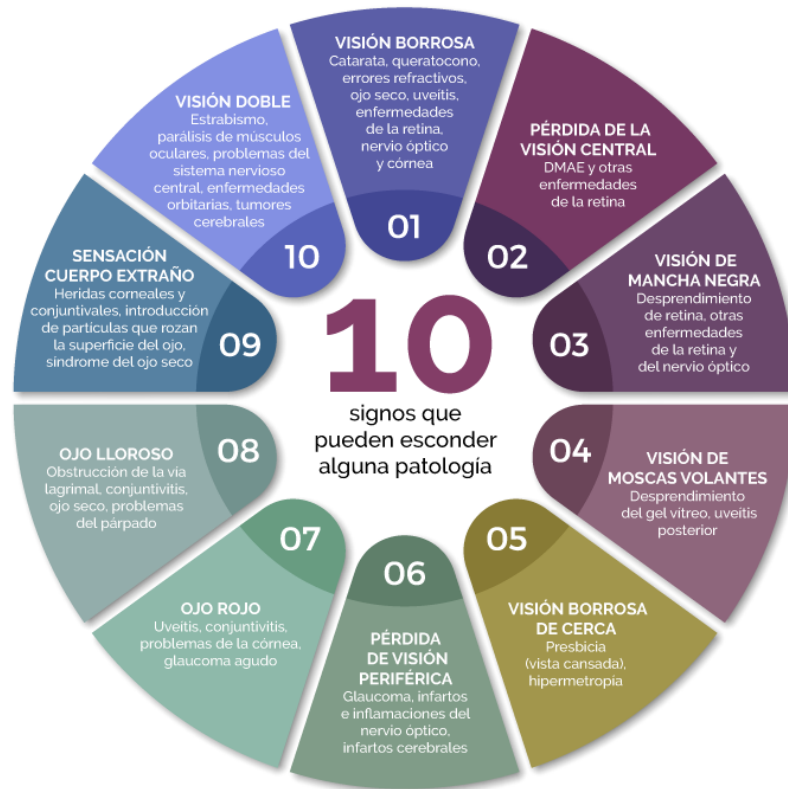 10
signos que
pueden esconder
alguna patología
VISIÓN BORROSA
Catarata, queratocono,
errores refractivos,
ojo seco, uveítis,
enfermedades
de la retina,
nervio óptico
y córnea
01
PÉRDIDA DE LA
VISIÓN CENTRAL
DMAE y otras
enfermedades
de la retina
02
VISIÓN DE
MANCHA NEGRA
Desprendimiento
de retina, otras
enfermedades
de la retina y
del nervio óptico
03
VISIÓN DE
MOSCAS VOLANTES
Desprendimiento
del gel vítreo, uveítis
posterior
04
VISIÓN BORROSA
DE CERCA
Presbicia
(vista cansada),
hipermetropía
05
PÉRDIDA
DE VISIÓN
PERIFÉRICA
Glaucoma, infartos
e inflamaciones del
nervio óptico,
infartos cerebrales
06
OJO ROJO
Uveítis, conjuntivitis,
problemas de la córnea,
glaucoma agudo
07
OJO LLOROSO
Obstrucción de la vía
lagrimal, conjuntivitis,
ojo seco, problemas
del párpado
08
SENSACIÓN
CUERPO EXTRAÑO
Heridas corneales y
conjuntivales, introducción
de partículas que rozan
la superficie del ojo,
síndrome del ojo seco
09
VISIÓN DOBLE
Estrabismo,
parálisis de músculos
oculares, problemas del
sistema nervioso
central, enfermedades
orbitarias, tumores
cerebrales
10